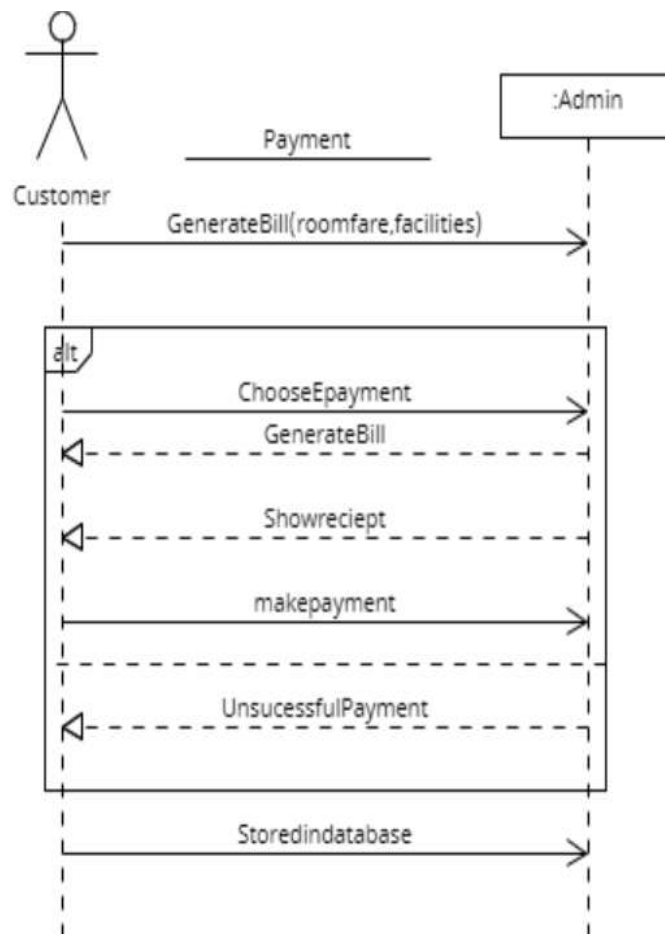 :Admin
Payment
Customer
GenerateBill(roomfare,facilities)
alt
ChooseEpayment
GenerateBill
Showreciept
makepayment
UnsucessfulPayment
Storedindatabase